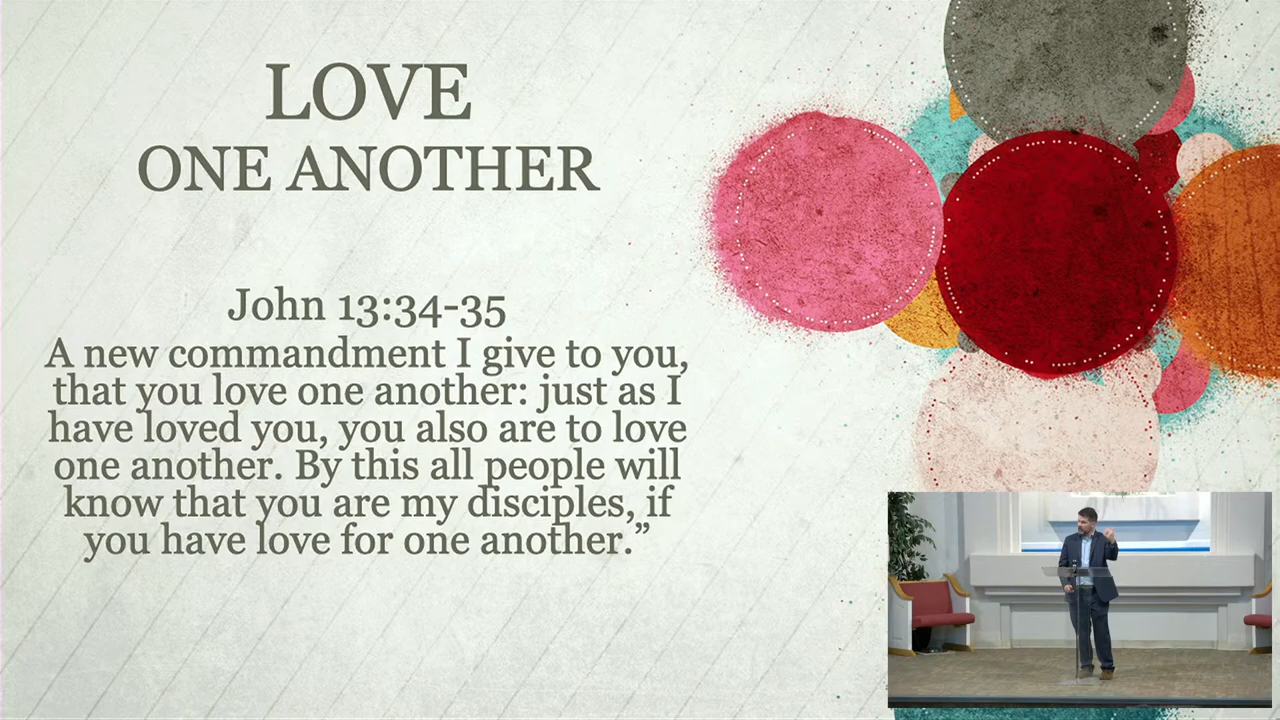 LOVE
ONE ANOTHER
John 13:34-35
A new commandment I give to you,
that you love one another: just as I
have loved you, you also are to love
one another. By this all people will
know that you are my disciples, if
you have love for one another.”